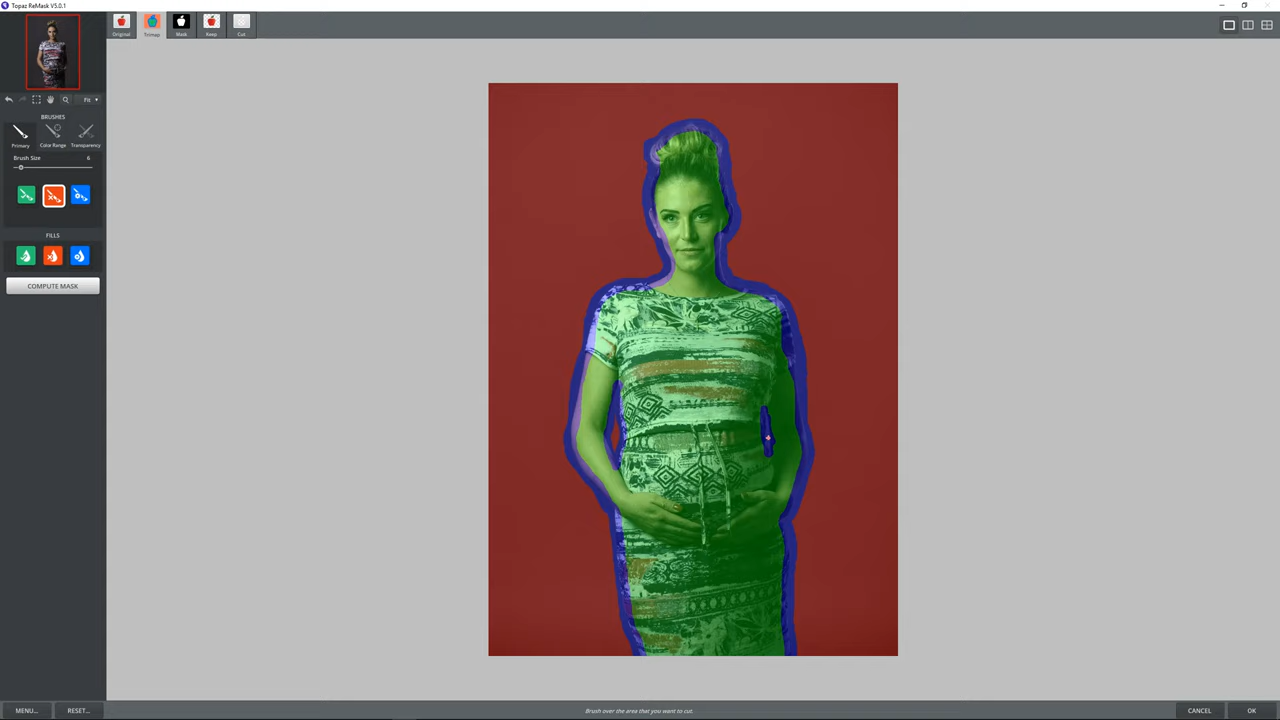 Topaz ReMask V5.0.1
Original
Trimap
Mask
Keep
Cut
Fit
BRUSHES
Primary
Color Range
Transparency
Brush Size 6
FILLS
COMPUTE MASK
MENU...
RESET...
Brush over the area that you want to cut.
CANCEL
OK